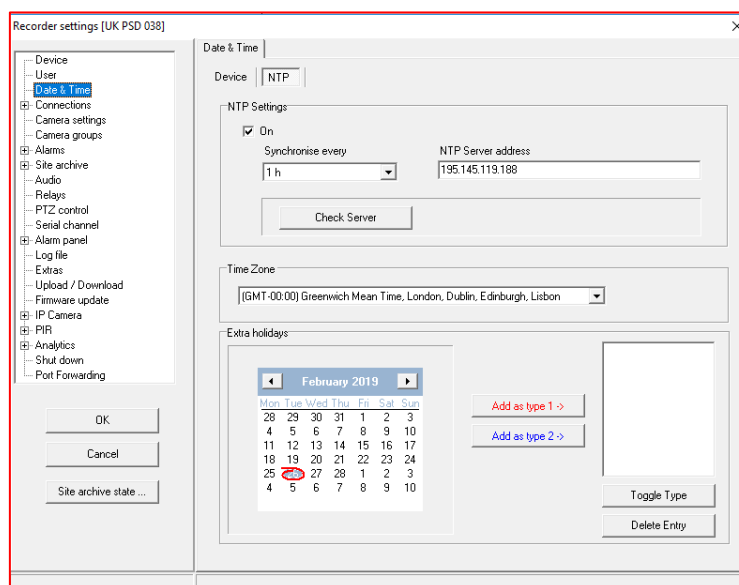 Recorder settings [UK PSD 038]
Device
User
Date & Time
Connections
Camera settings
Camera groups
Alarms
Site archive
Audio
Relays
PTZ control
Serial channel
Alarm panel
Log file
Extras
Upload / Download
Firmware update
IP Camera
PIR
Analytics
Shut down
Port Forwarding
OK
Cancel
Site archive state ...
Date & Time
Device NTP
NTP Settings
On
Synchronise every NTP Server address
1 h 195.145.119.188
Check Server
Time Zone
(GMT-00:00) Greenwich Mean Time, London, Dublin, Edinburgh, Lisbon
Extra holidays
February 2019
Mon Tue Wed Thu Fri Sat Sun
28 29 30 31 1 2 3
4 5 6 7 8 9 10
11 12 13 14 15 16 17
18 19 20 21 22 23 24
25 27 28 1 2 3
4 5 6 7 8 9 10
Add as type 1 ->
Add as type 2 ->
Toggle Type
Delete Entry